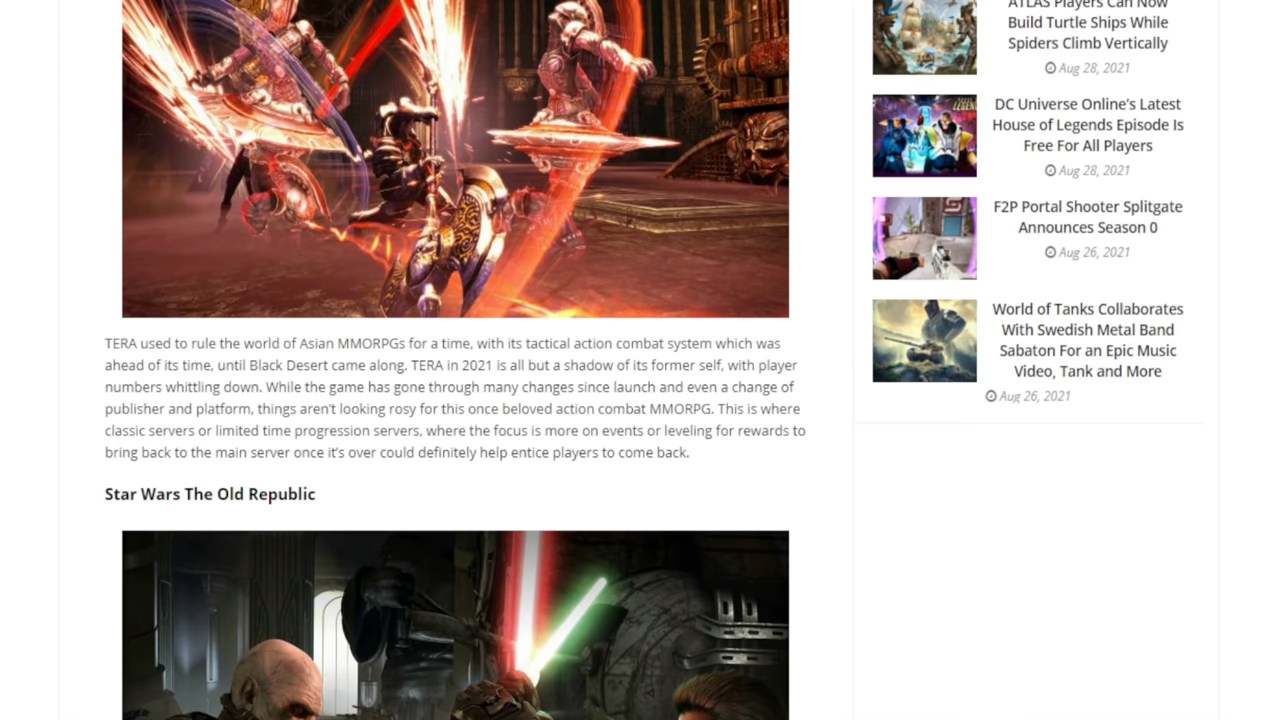 TERA used to rule the world of Asian MMORPGs for a time, with its tactical action combat system which was
ahead of its time, until Black Desert came along. TERA in 2021 is all but a shadow of its former self, with player
numbers whittling down. While the game has gone through many changes since launch and even a change of
publisher and platform, things aren't looking rosy for this once beloved action combat MMORPG. This is where
classic servers or limited time progression servers, where the focus is more on events or leveling for rewards to
bring back to the main server once it's over could definitely help entice players to come back.
Star Wars The Old Republic
ATLAS Players Can Now
Build Turtle Ships While
Spiders Climb Vertically
Aug 28, 2021
DC Universe Online's Latest
House of Legends Episode Is
Free For All Players
Aug 28, 2021
F2P Portal Shooter Splitgate
Announces Season 0
Aug 26, 2021
World of Tanks Collaborates
With Swedish Metal Band
Sabaton For an Epic Music
Video, Tank and More
Aug 26, 2021